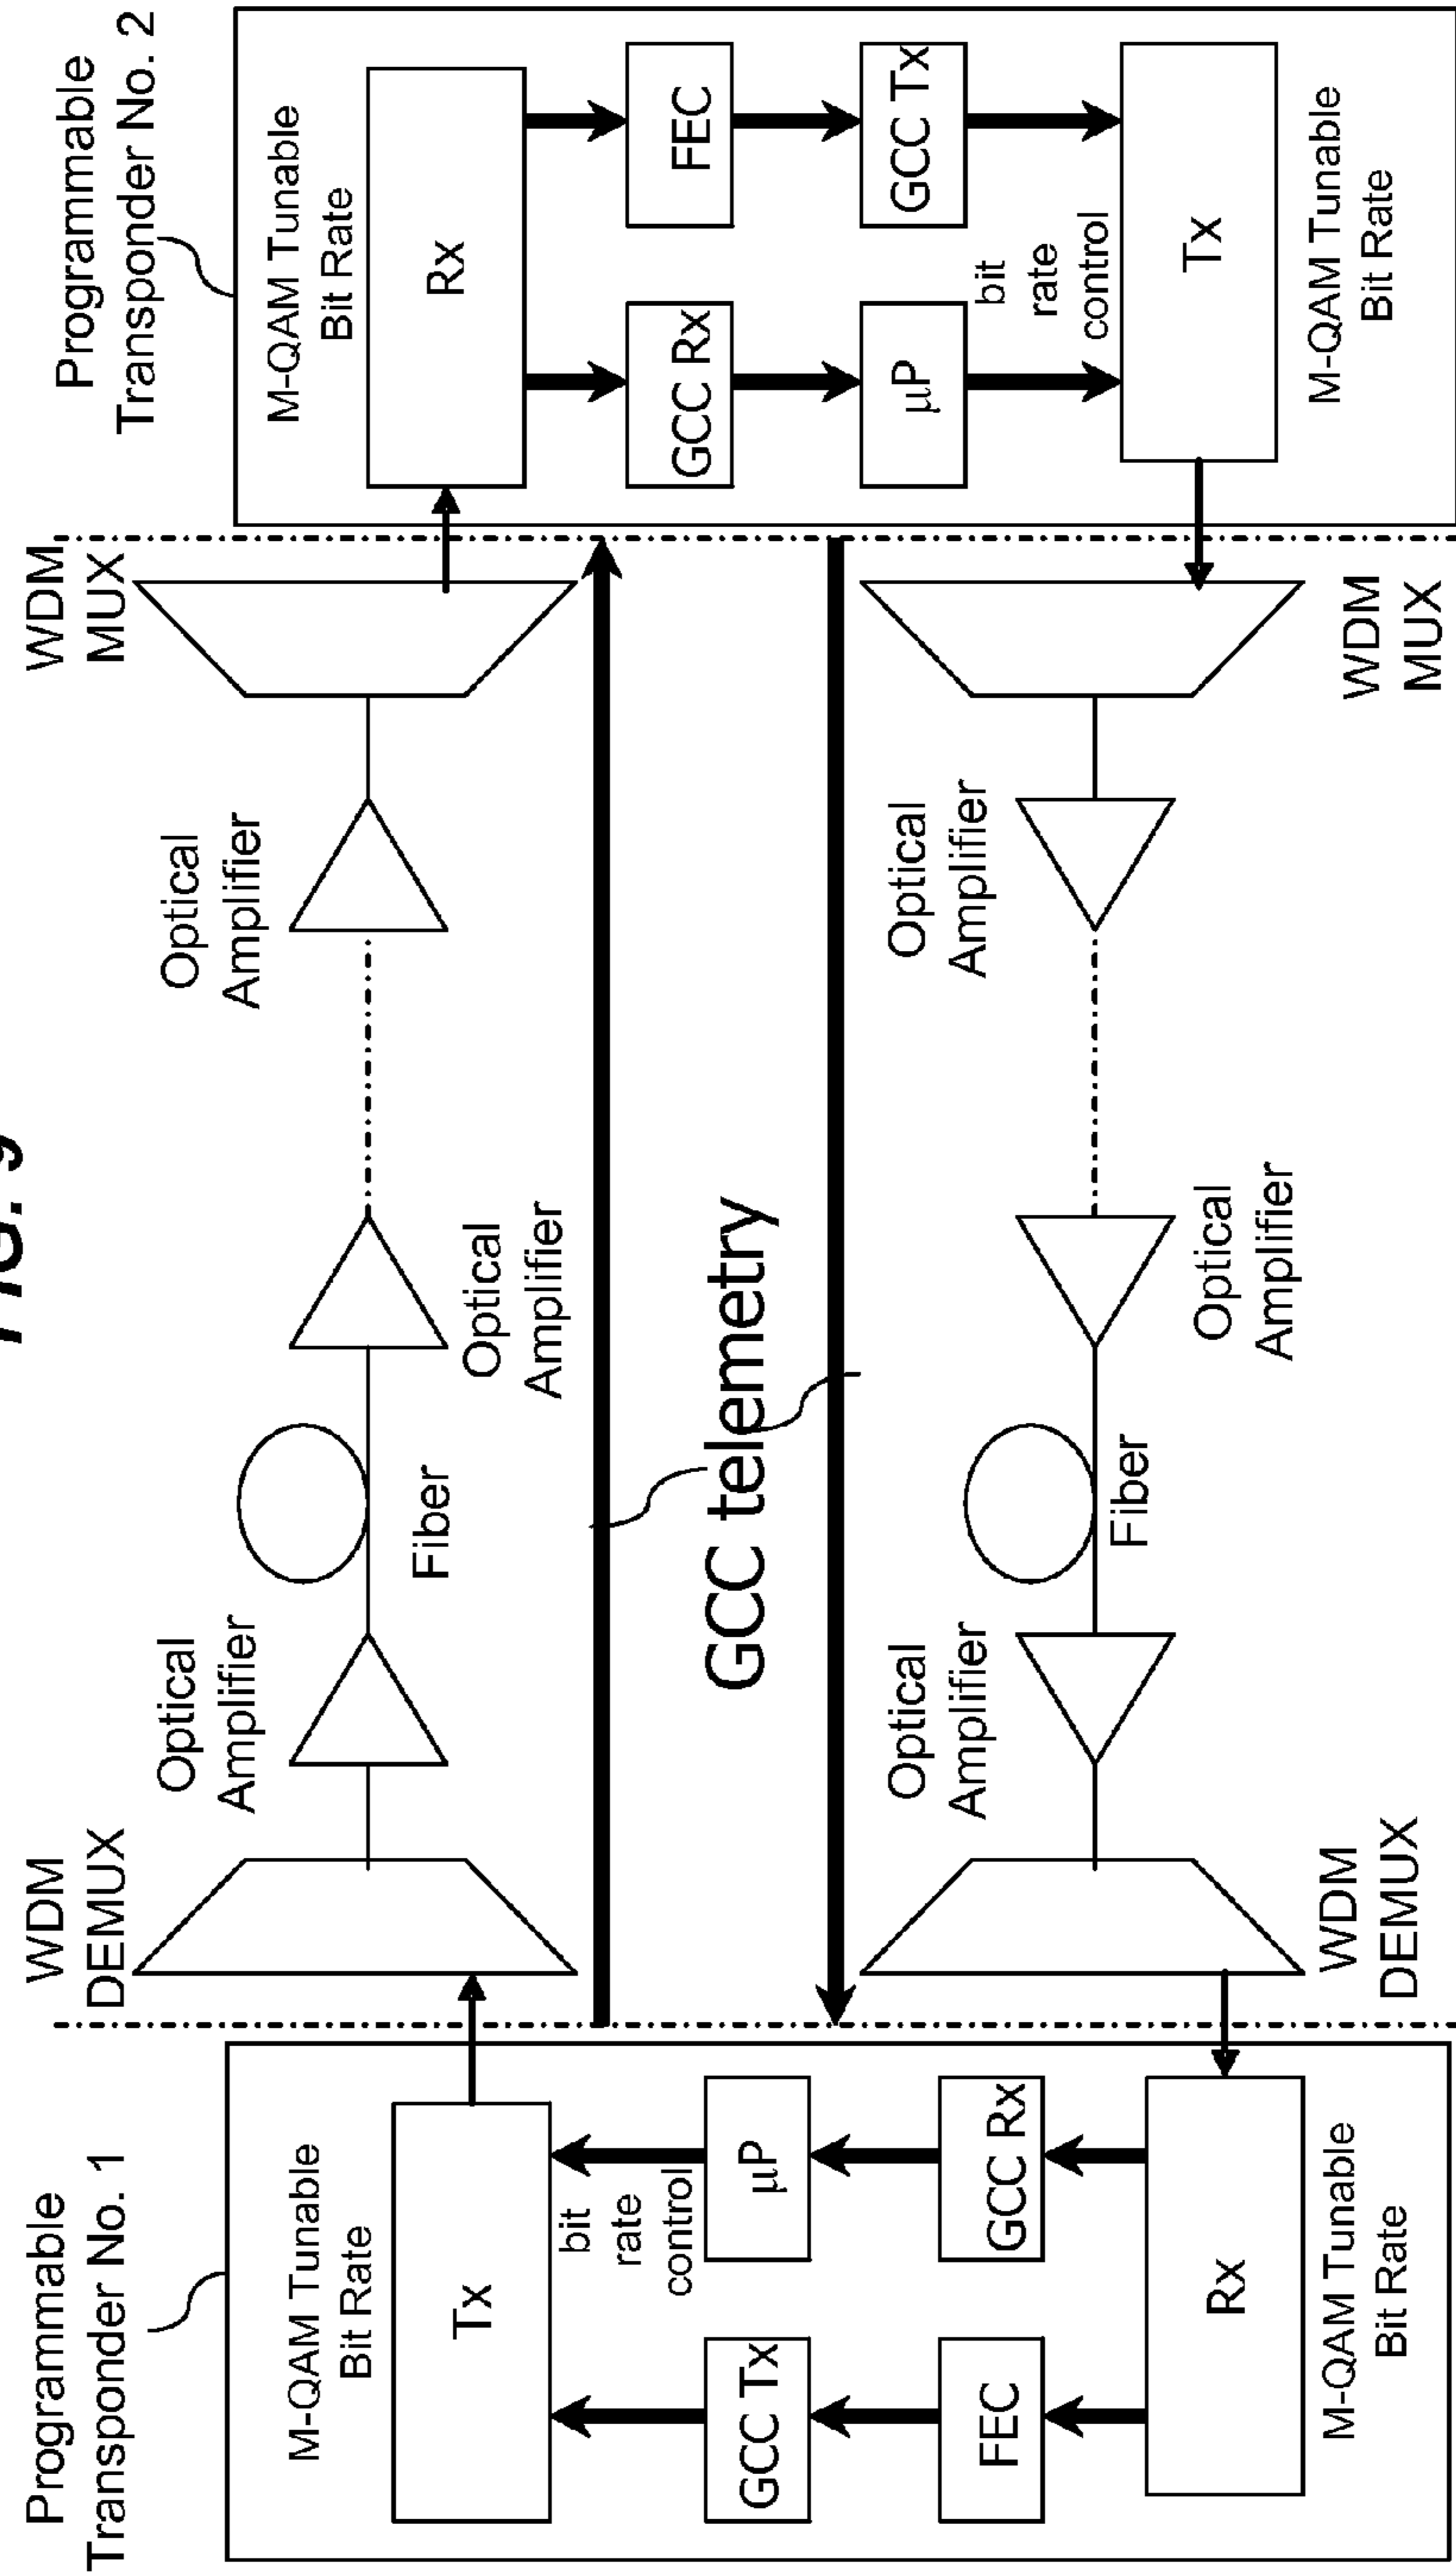 FIG. 9
Programmable
Transponder No. 1
M-QAM Tunable
Bit Rate
Tx
bit
rate
control
GCC Tx
μP
FEC
GCC Rx
Rx
M-QAM Tunable
Bit Rate
WDM
DEMUX
Optical
Amplifier
Fiber
Optical
Amplifier
Optical
Amplifier
WDM
MUX
GCC telemetry
WDM
DEMUX
Optical
Amplifier
Fiber
Optical
Amplifier
Optical
Amplifier
WDM
MUX
Programmable
Transponder No. 2
M-QAM Tunable
Bit Rate
Rx
GCC Rx
FEC
μP
GCC Tx
bit
rate
control
Tx
M-QAM Tunable
Bit Rate